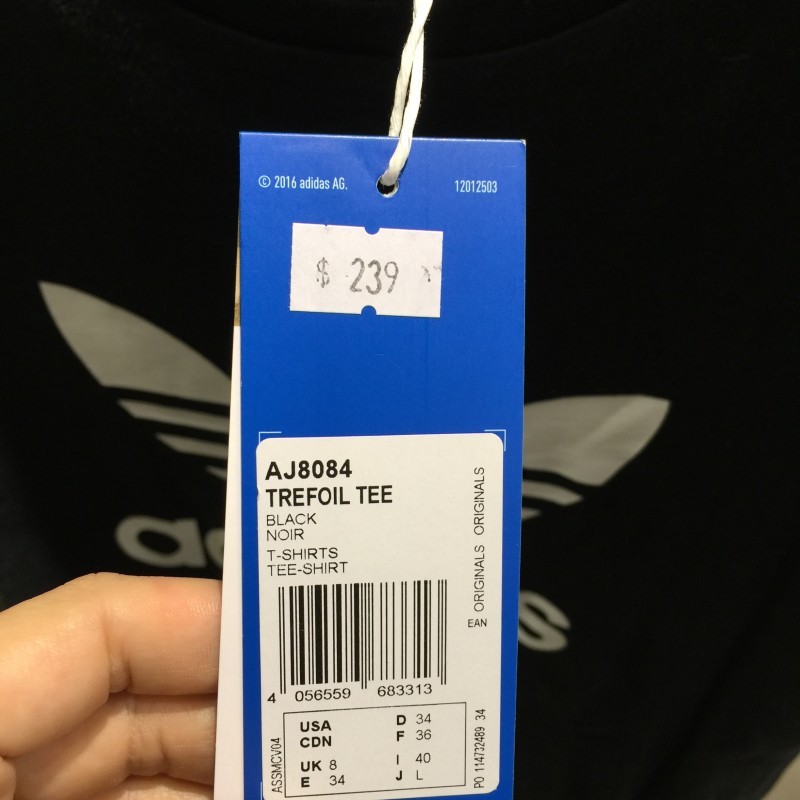 © 2016 adidas AG.
12012503
$ 239
AJ8084
TREFOIL TEE
BLACK
NOIR
T-SHIRTS
TEE-SHIRT
ORIGINALS ORIGINALS
EAN
4 056559 683313
USA
CDN
UK 8
E 34
D 34
F 36
I 40
J L
ASSMCV04
PO 114732489 34